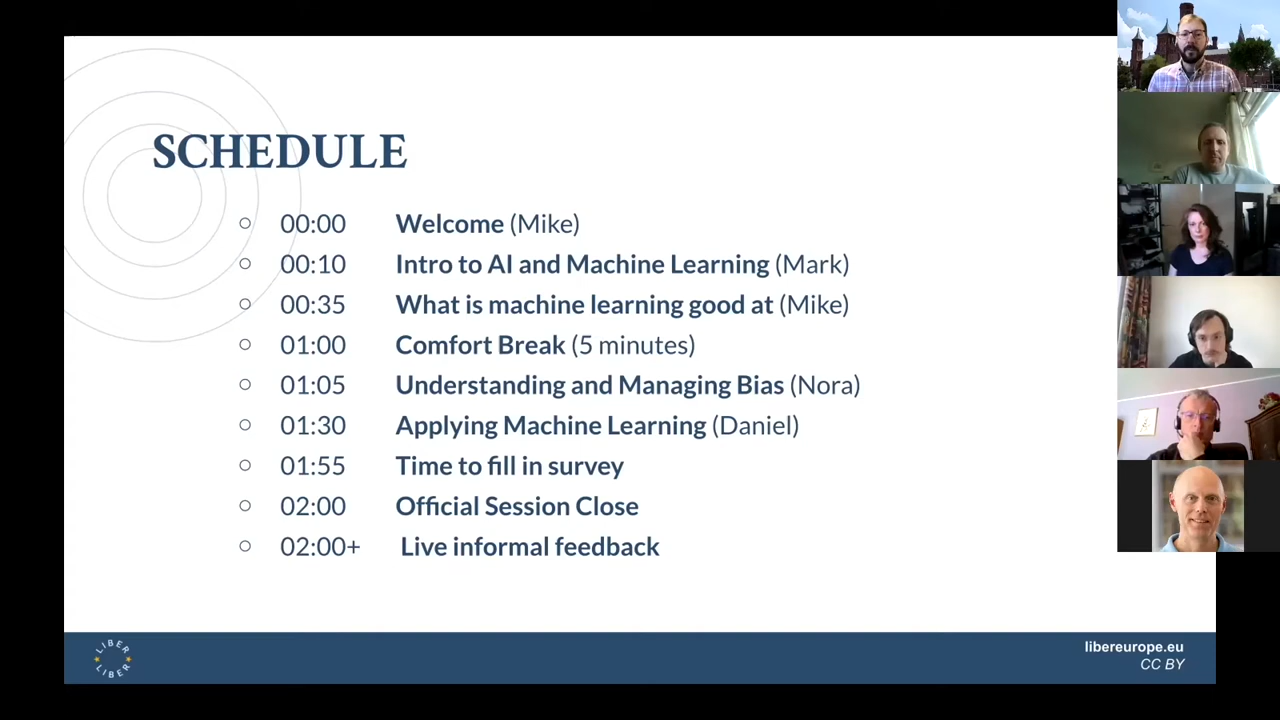 SCHEDULE
00:00 Welcome (Mike)
00:10 Intro to AI and Machine Learning (Mark)
00:35 What is machine learning good at (Mike)
01:00 Comfort Break (5 minutes)
01:05 Understanding and Managing Bias (Nora)
01:30 Applying Machine Learning (Daniel)
01:55 Time to fill in survey
02:00 Official Session Close
02:00+ Live informal feedback
LIBER
LIBER
libereurope.eu
CC BY